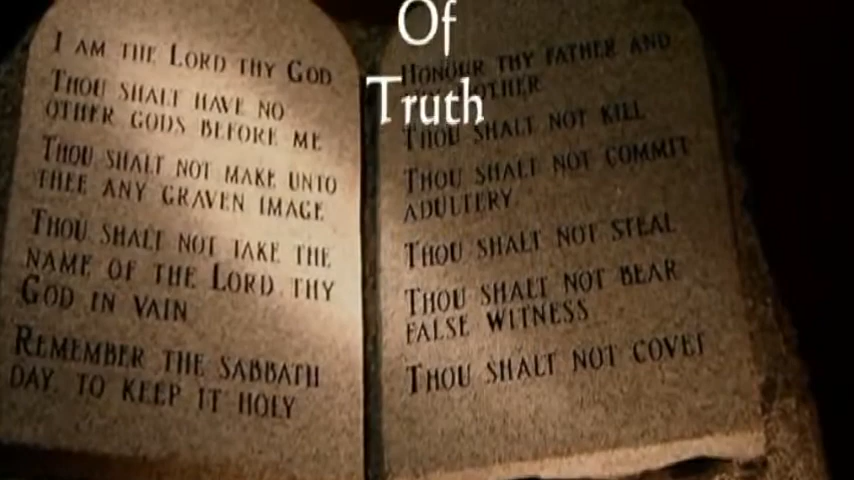 Of
Truth
I AM THE LORD THY GOD
THOU SHALT HAVE NO
OTHER GODS BEFORE ME
THOU SHALT NOT MAKE UNTO
THEE ANY GRAVEN IMAGE
THOU SHALT NOT TAKE THE
NAME OF THE LORD THY
GOD IN VAIN
REMEMBER THE SABBATH
DAY, TO KEEP IT HOLY
HONOUR THY FATHER AND
THOU SHALT NOT KILL
THOU SHALT NOT COMMIT
ADULTERY
THOU SHALT NOT STEAL
THOU SHALT NOT BEAR
FALSE WITNESS
THOU SHALT NOT COVET